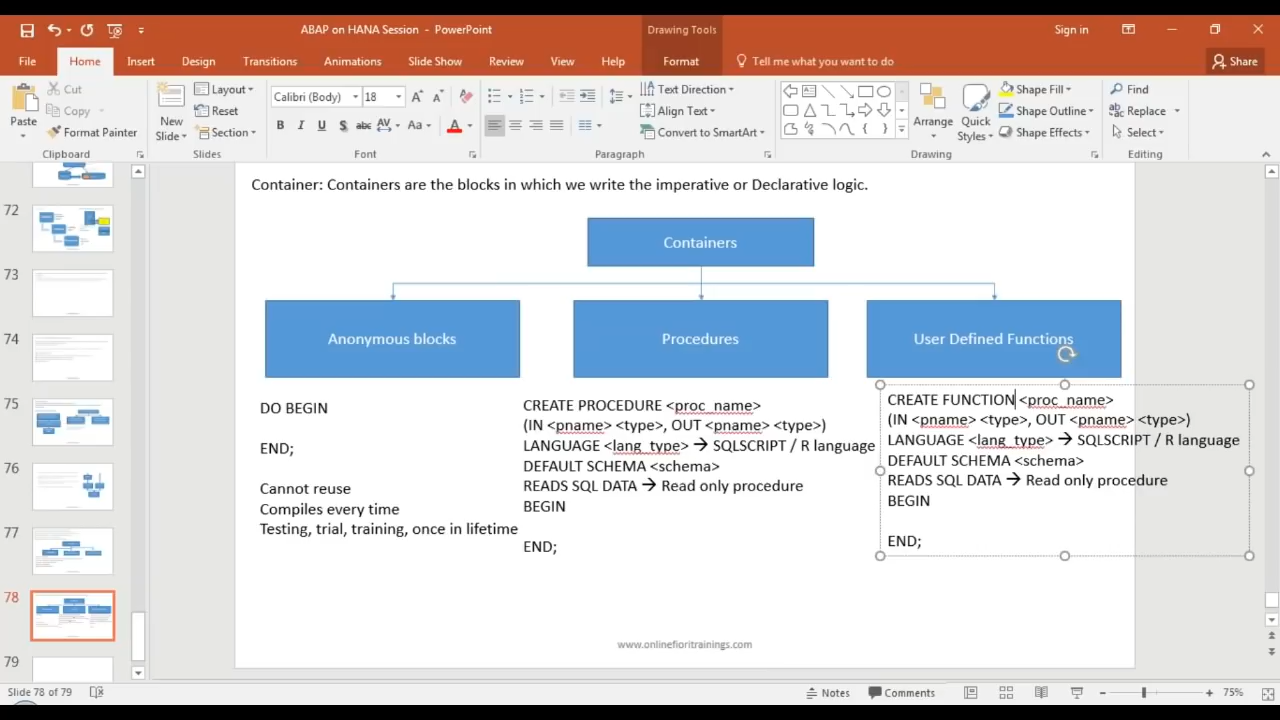 ABAP on HANA Session - PowerPoint
Drawing Tools
Sign in
File
Home
Insert
Design
Transitions
Animations
Slide Show
Review
View
Help
Format
Tell me what you want to do
Share
Paste
Cut
Copy
Format Painter
Clipboard
New Slide
Layout
Reset
Section
Slides
Calibri (Body)
18
B I U S abc AV Aa A
Font
Text Direction
Align Text
Convert to SmartArt
Paragraph
Arrange
Quick Styles
Shape Fill
Shape Outline
Shape Effects
Drawing
Find
Replace
Select
Editing
72
73
74
75
76
77
78
79
Container: Containers are the blocks in which we write the imperative or Declarative logic.
Containers
Anonymous blocks
Procedures
User Defined Functions
DO BEGIN
END;
Cannot reuse
Compiles every time
Testing, trial, training, once in lifetime
CREATE PROCEDURE <proc_name>
(IN <pname> <type>, OUT <pname> <type>)
LANGUAGE <lang_type> → SQLSCRIPT / R language
DEFAULT SCHEMA <schema>
READS SQL DATA → Read only procedure
BEGIN
END;
CREATE FUNCTION <proc_name>
(IN <pname> <type>, OUT <pname> <type>)
LANGUAGE <lang_type> → SQLSCRIPT / R language
DEFAULT SCHEMA <schema>
READS SQL DATA → Read only procedure
BEGIN
END;
www.onlinefioritrainings.com
Slide 78 of 79
Notes
Comments
75%